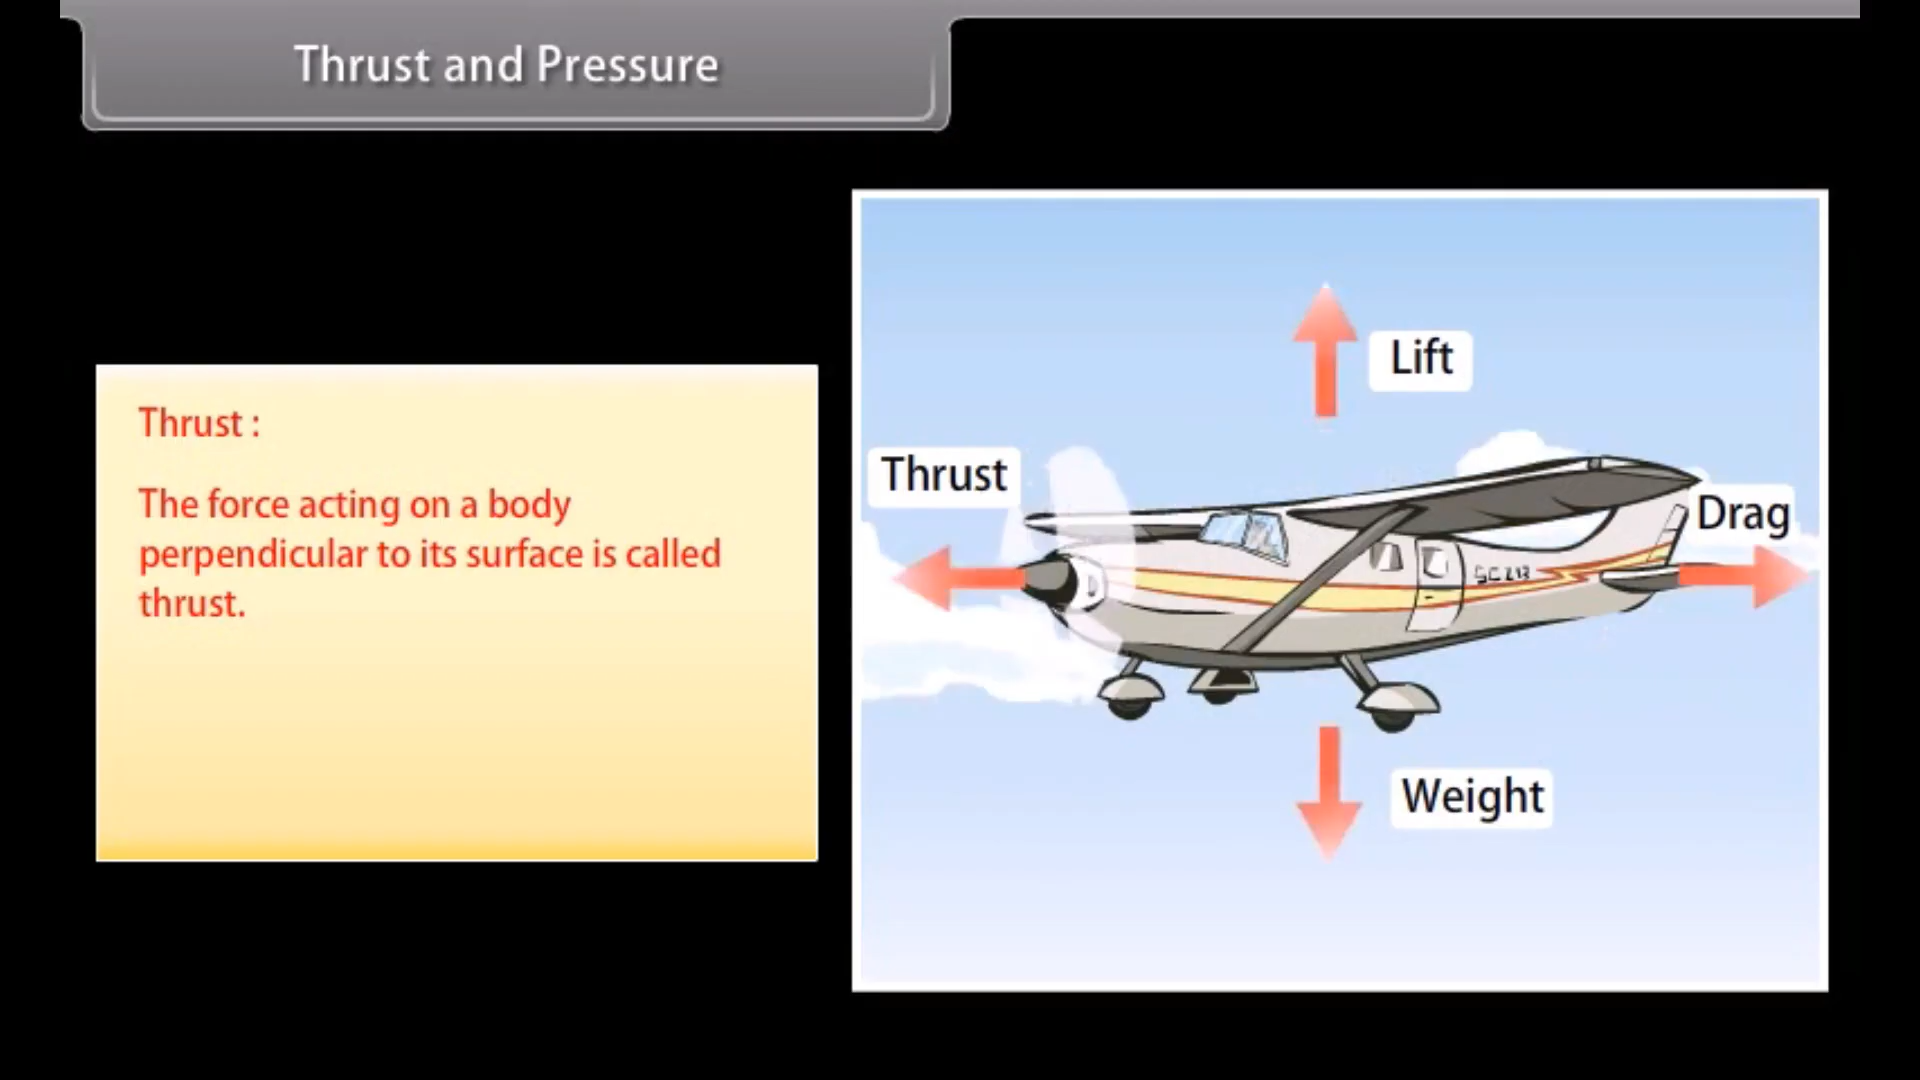 Thrust and Pressure
Thrust :
The force acting on a body
perpendicular to its surface is called
thrust.
Lift
Thrust
Drag
Weight